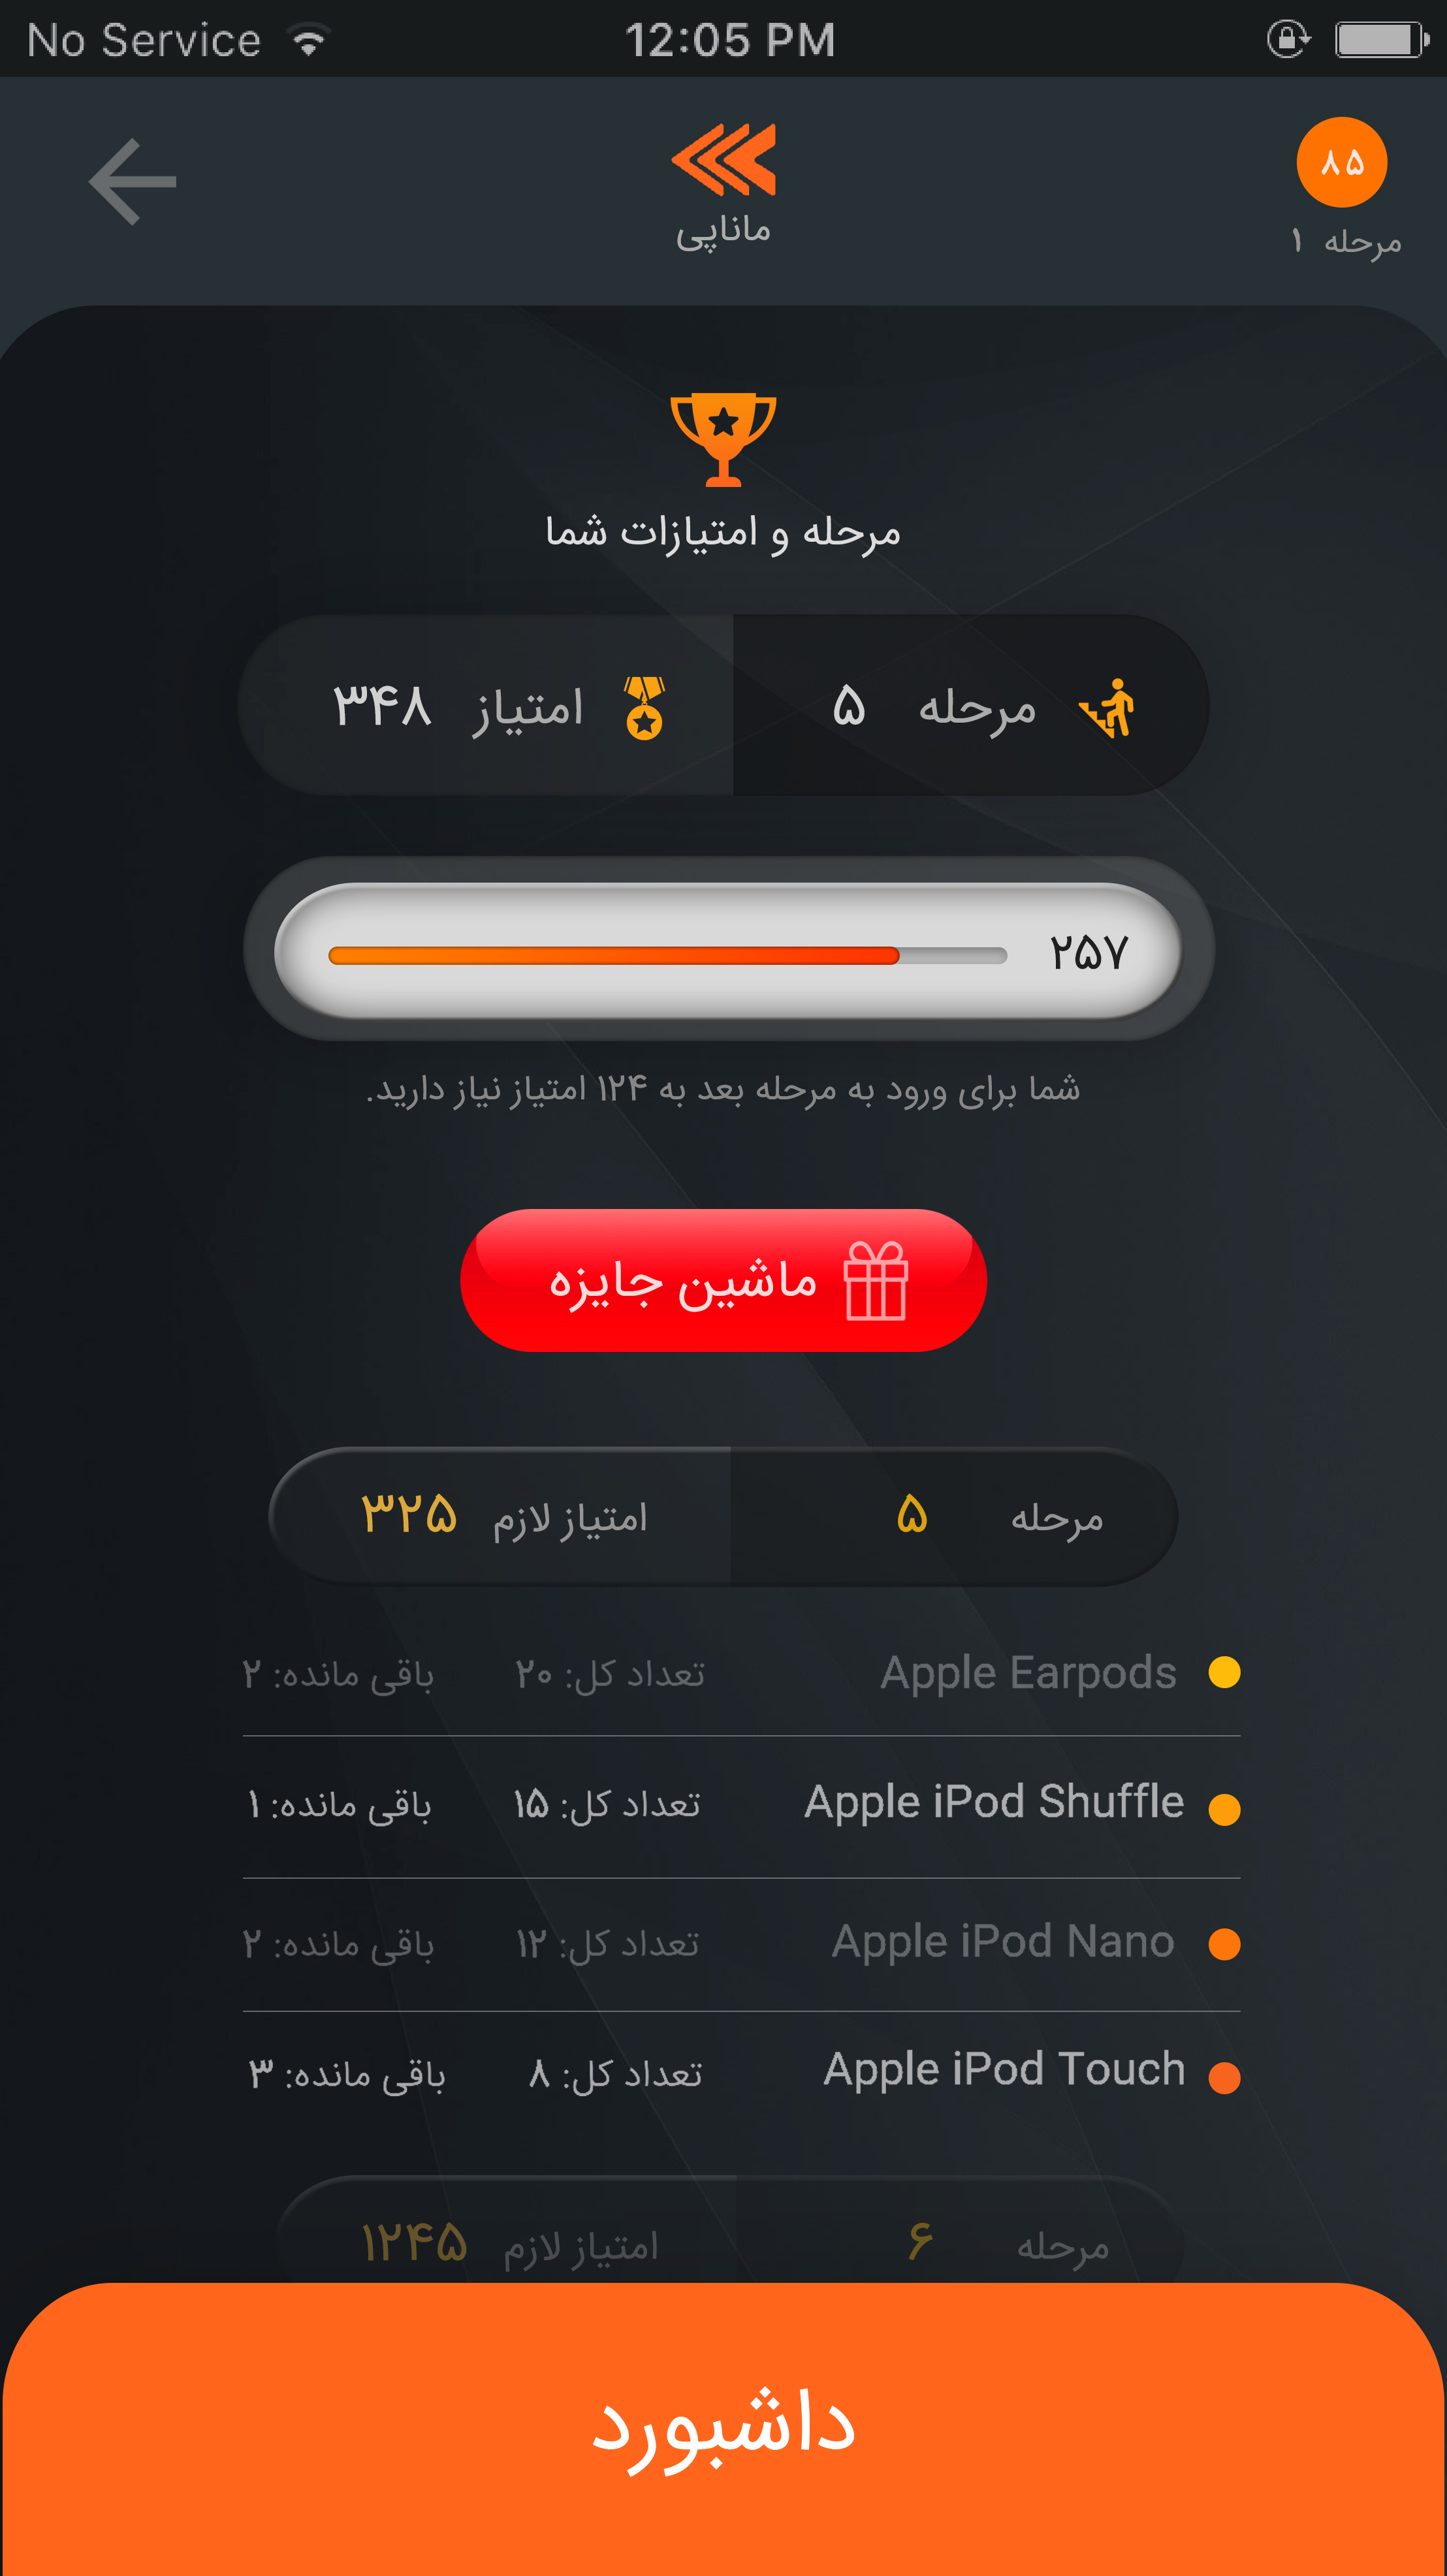 No Service 12:05 PM
۸۵
مرحله ۱
ماناپی
مرحله و امتیازات شما
مرحله ۵ امتیاز ۳۴۸
۲۵۷
شما برای ورود به مرحله بعد به ۱۲۴ امتیاز نیاز دارید.
ماشین جایزه
مرحله ۵ امتیاز لازم ۳۲۵
Apple Earpods تعداد کل: ۲۰ باقی مانده: ۲
Apple iPod Shuffle تعداد کل: ۱۵ باقی مانده: ۱
Apple iPod Nano تعداد کل: ۱۲ باقی مانده: ۲
Apple iPod Touch تعداد کل: ۸ باقی مانده: ۳
مرحله ۶ امتیاز لازم ۱۲۴۵
داشبورد